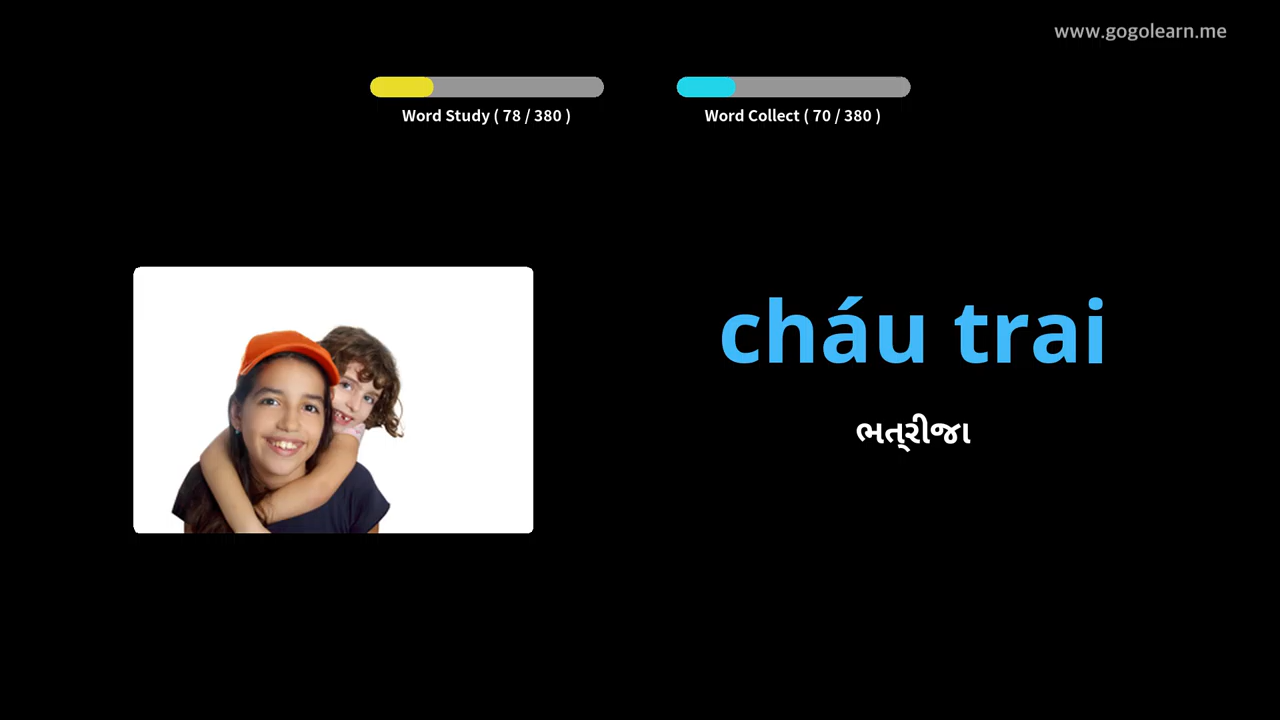 www.gogolearn.me
Word Study ( 78 / 380 )
Word Collect ( 70 / 380 )
cháu trai
ભત્રીજા